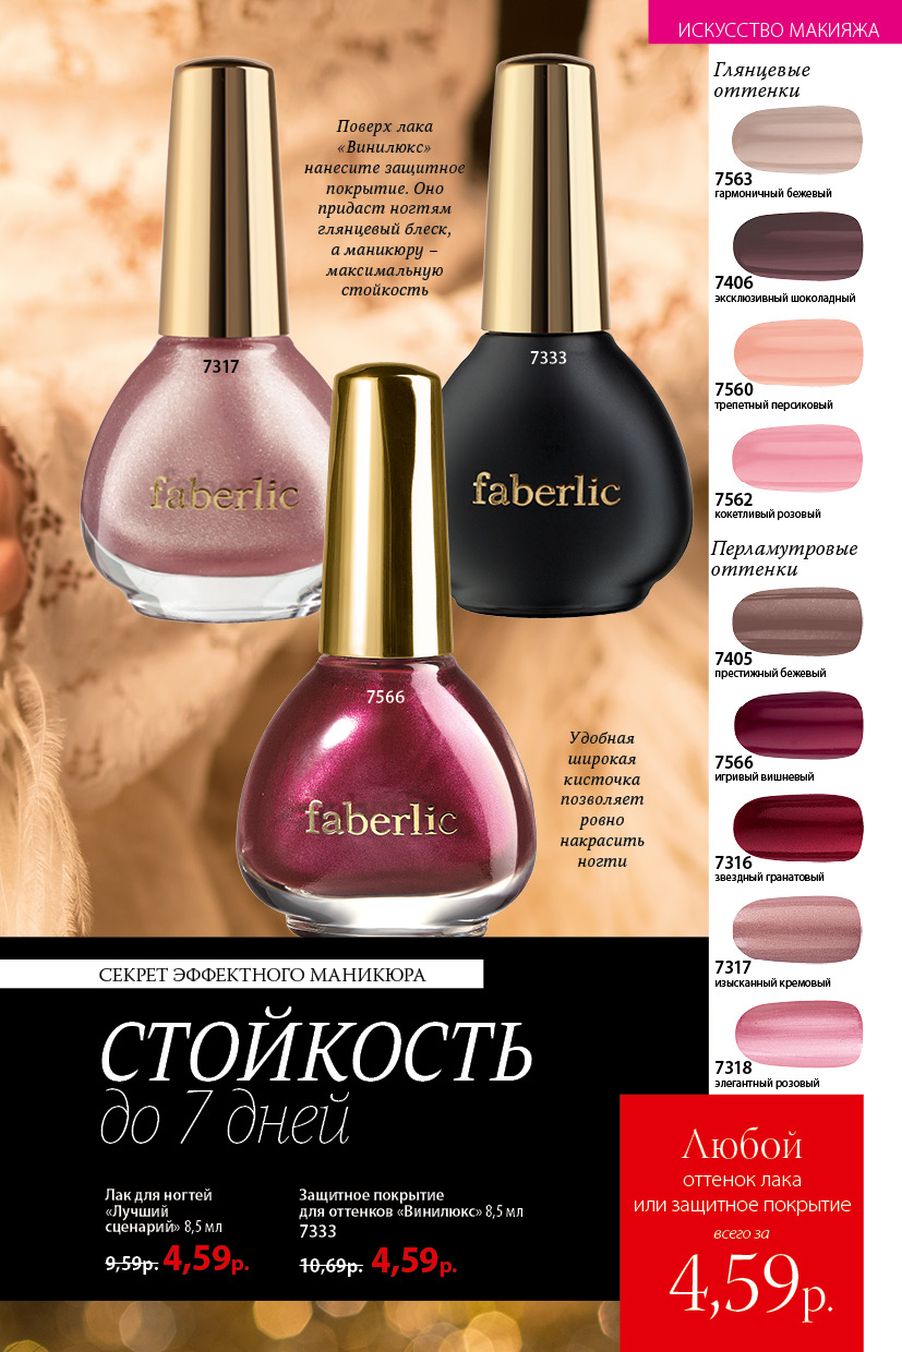 ИСКУССТВО МАКИЯЖА
Поверх лака
«Винилюкс»
нанесите защитное
покрытие. Оно
придаст ногтям
глянцевый блеск,
а маникюру –
максимальную
стойкость
7317
faberlic
7333
faberlic
7566
faberlic
Удобная
широкая
кисточка
позволяет
ровно
накрасить
ногти
Глянцевые
оттенки
7563
гармоничный бежевый
7406
эксклюзивный шоколадный
7560
трепетный персиковый
7562
кокетливый розовый
Перламутровые
оттенки
7405
престижный бежевый
7566
игривый вишневый
7316
звездный гранатовый
7317
изысканный кремовый
7318
элегантный розовый
СЕКРЕТ ЭФФЕКТНОГО МАНИКЮРА
СТОЙКОСТЬ
до 7 дней
Лак для ногтей
«Лучший
сценарий» 8,5 мл
9,59р. 4,59р.
Защитное покрытие
для оттенков «Винилюкс» 8,5 мл
7333
10,69р. 4,59р.
Любой
оттенок лака
или защитное покрытие
всего за
4,59р.